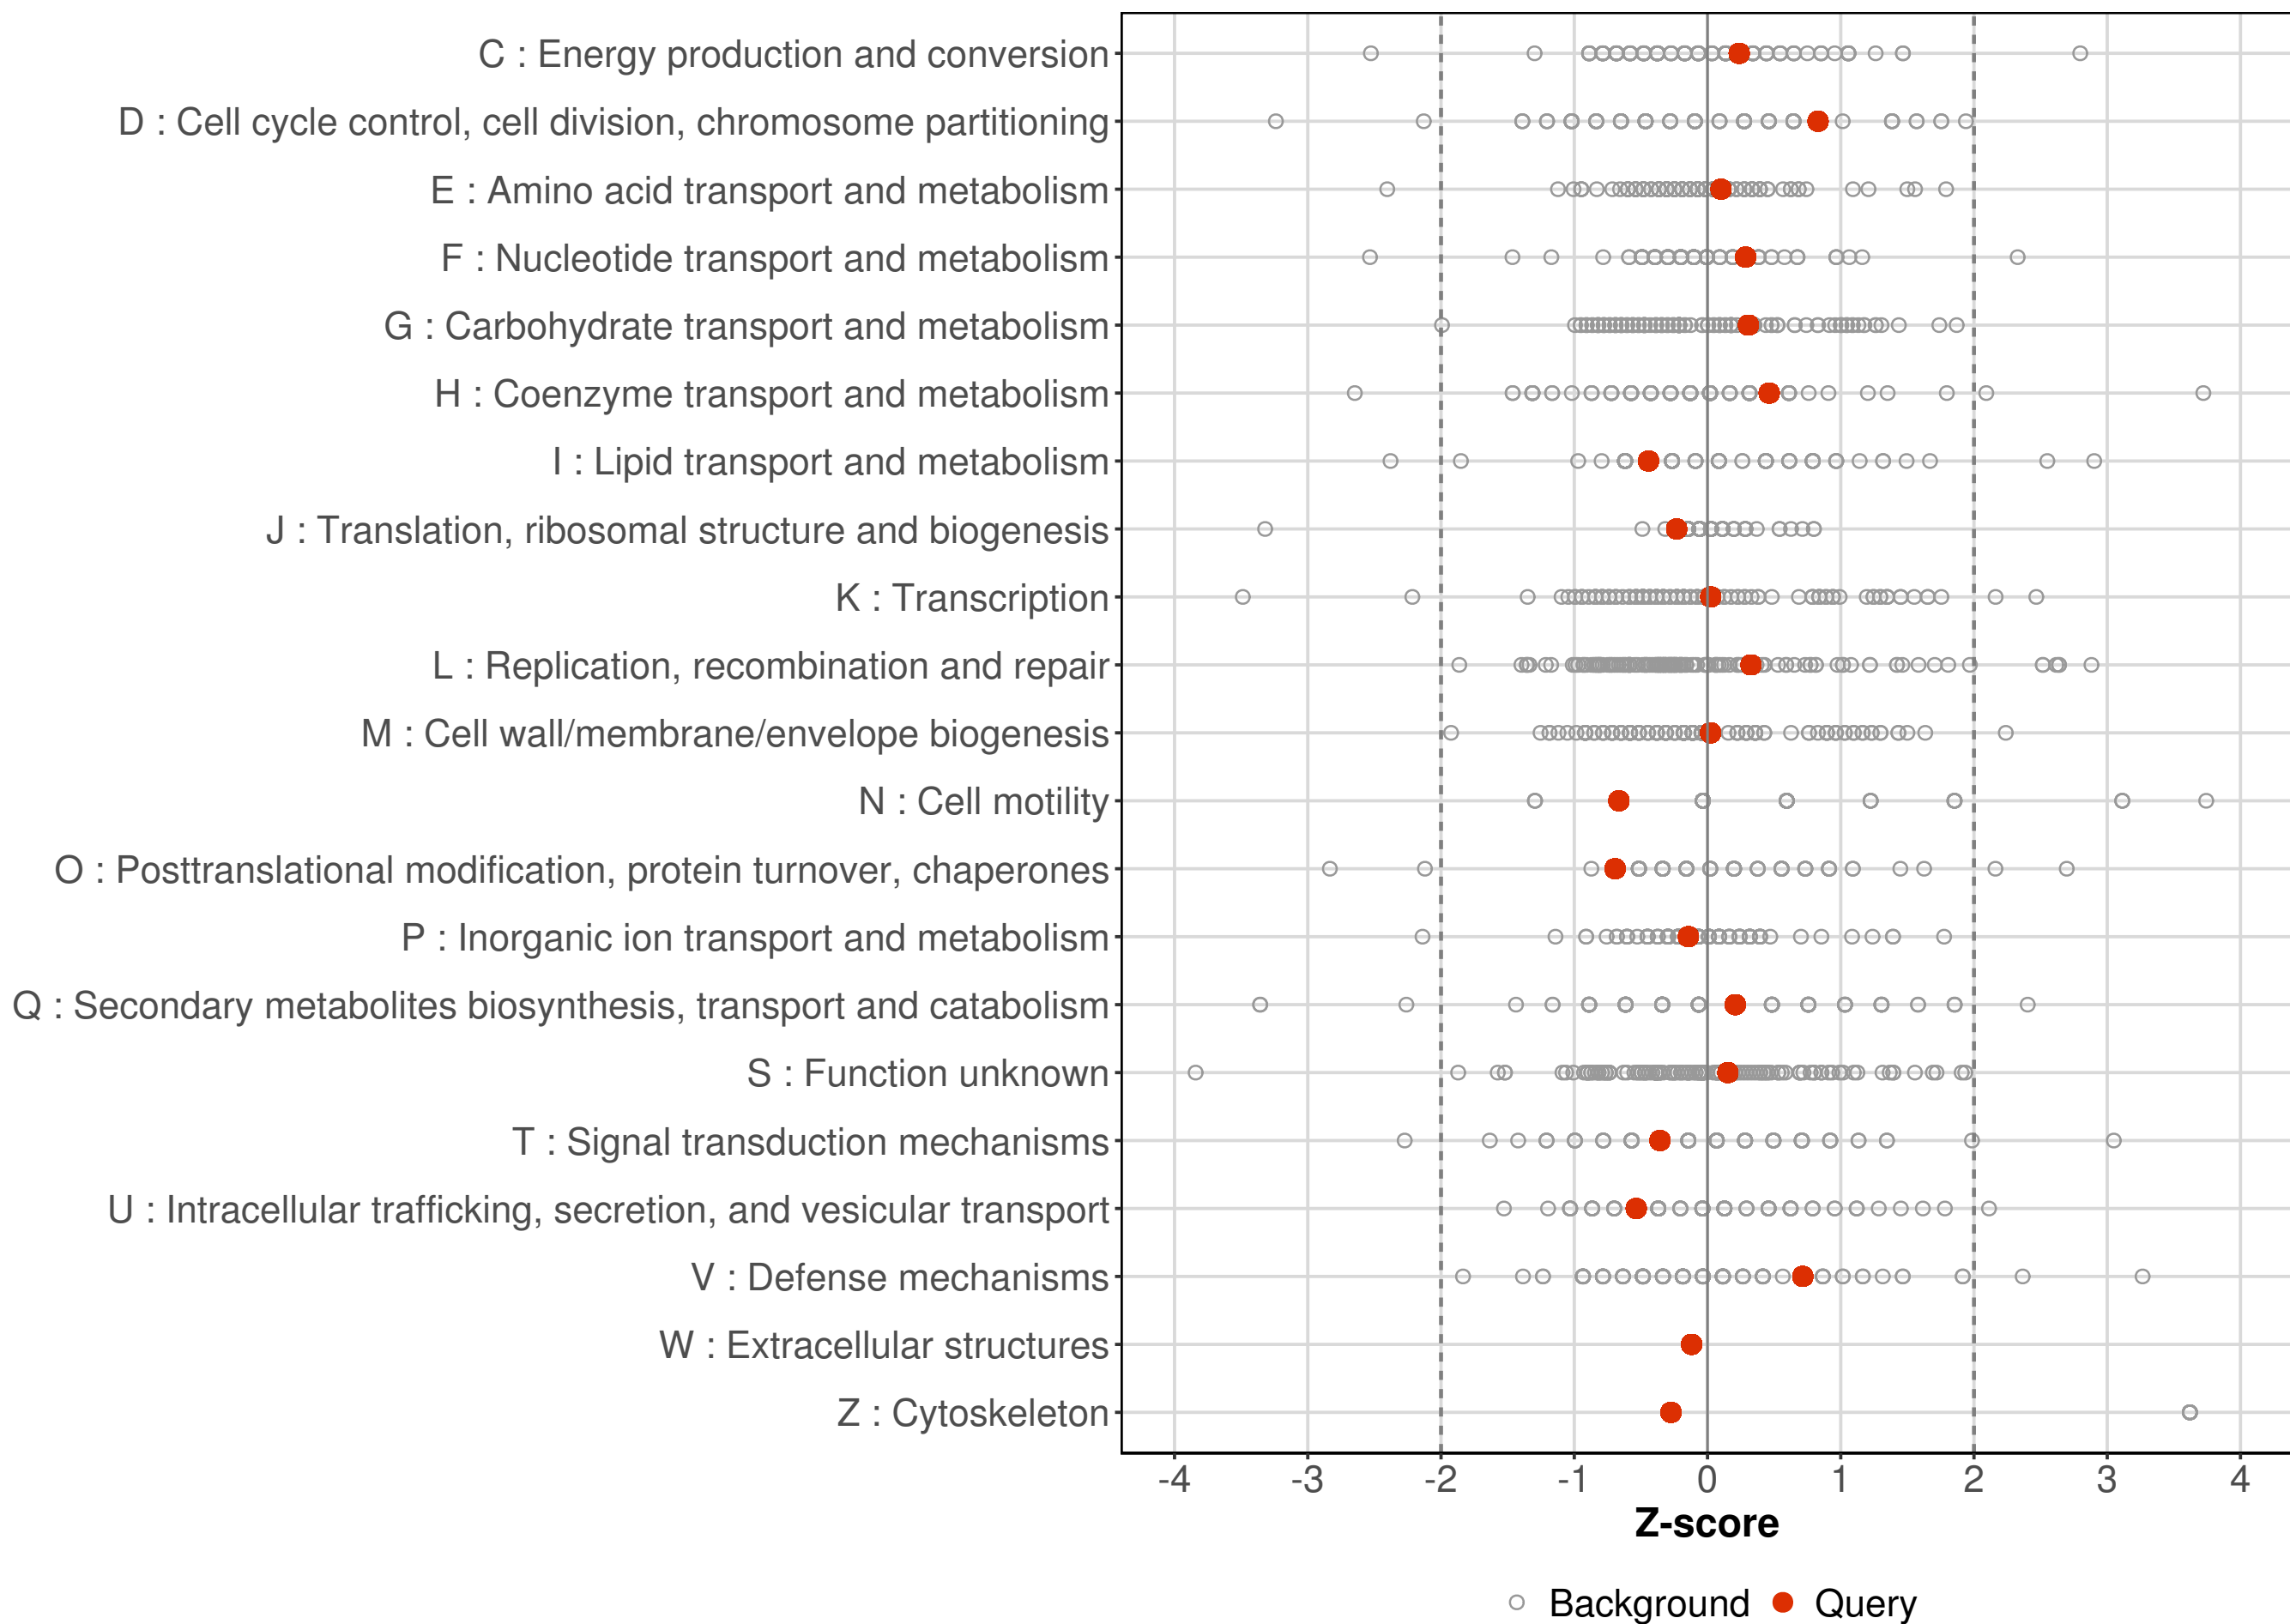 C : Energy production and conversion
D : Cell cycle control, cell division, chromosome partitioning
E : Amino acid transport and metabolism
F : Nucleotide transport and metabolism
G : Carbohydrate transport and metabolism
H : Coenzyme transport and metabolism
I : Lipid transport and metabolism
J : Translation, ribosomal structure and biogenesis
K : Transcription
L : Replication, recombination and repair
M : Cell wall/membrane/envelope biogenesis
N : Cell motility
O : Posttranslational modification, protein turnover, chaperones
P : Inorganic ion transport and metabolism
Q : Secondary metabolites biosynthesis, transport and catabolism
S : Function unknown
T : Signal transduction mechanisms
U : Intracellular trafficking, secretion, and vesicular transport
V : Defense mechanisms
W : Extracellular structures
Z : Cytoskeleton
-4 -3 -2 -1 0 1 2 3 4
Z-score
Background Query